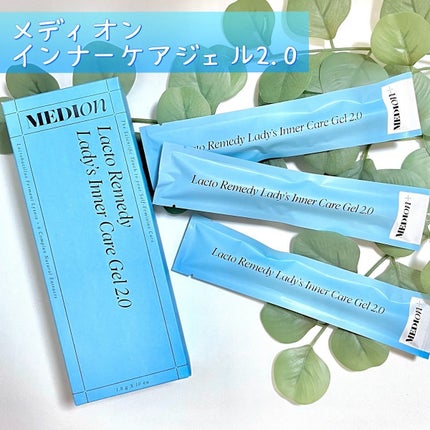 メディオン
インナーケアジェル2.0
MEDION
Lacto Remedy
Lady's Inner Care Gel 2.0
Lacto Remedy Lady's Inner Care Gel 2.0
MEDION
Lacto Remedy Lady's Inner Care Gel 2.0
MEDION
Lacto Remedy Lady's Inner Care Gel 2.0
MEDION